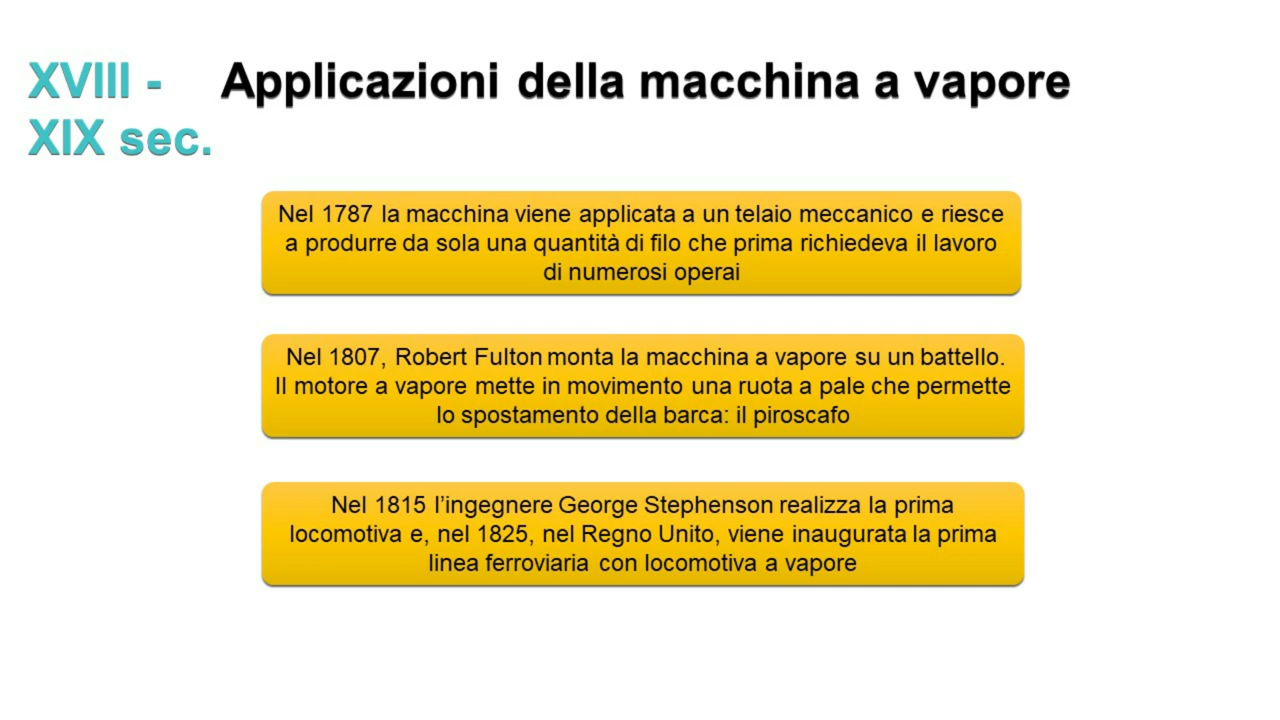 XVIII -
XIX sec.
Applicazioni della macchina a vapore
Nel 1787 la macchina viene applicata a un telaio meccanico e riesce
a produrre da sola una quantità di filo che prima richiedeva il lavoro
di numerosi operai
Nel 1807, Robert Fulton monta la macchina a vapore su un battello.
Il motore a vapore mette in movimento una ruota a pale che permette
lo spostamento della barca: il piroscafo
Nel 1815 l’ingegnere George Stephenson realizza la prima
locomotiva e, nel 1825, nel Regno Unito, viene inaugurata la prima
linea ferroviaria con locomotiva a vapore